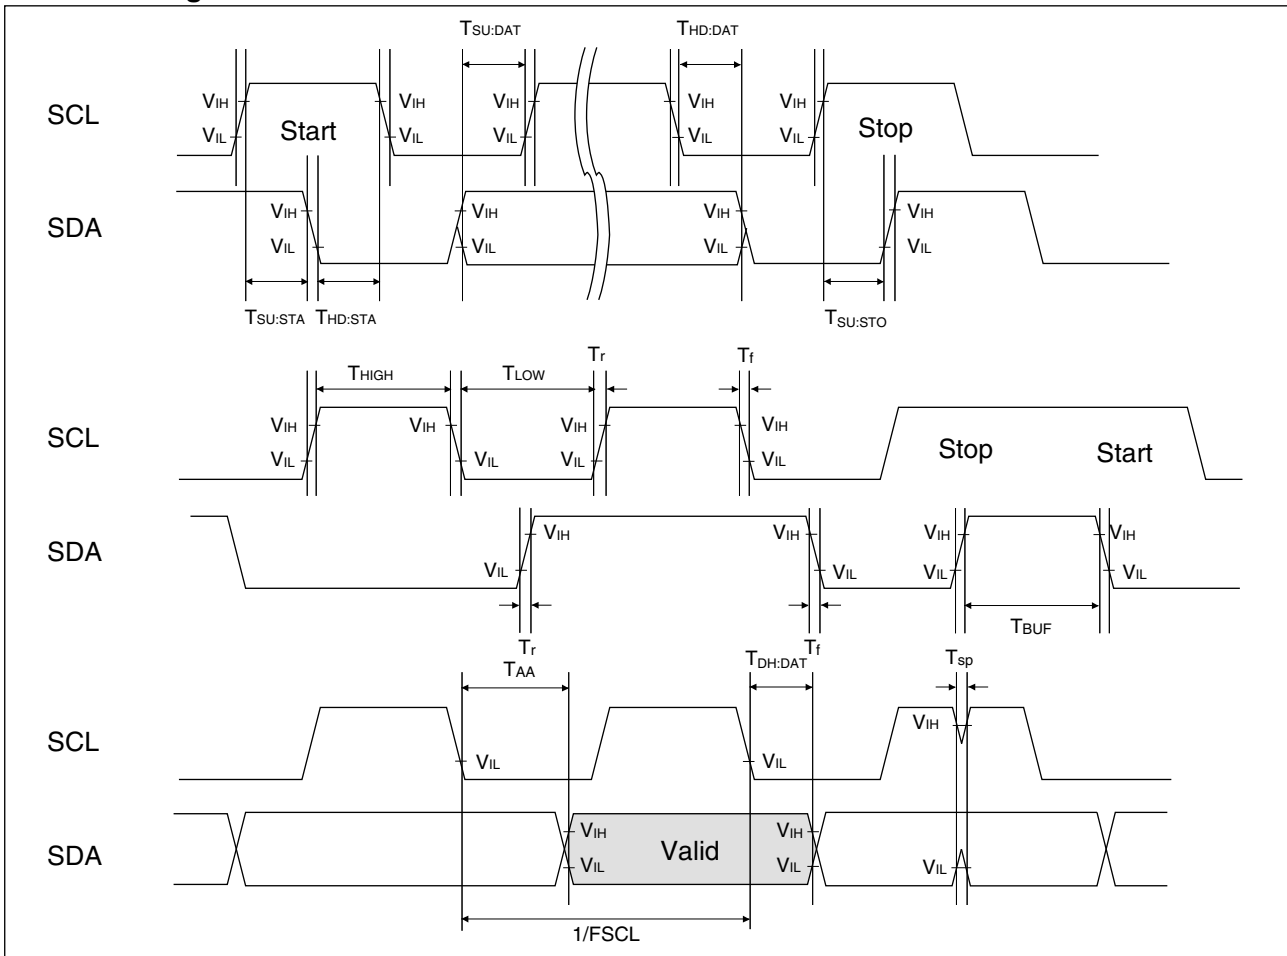 g
TSU:DAT THD:DAT
SCL VIH VIH VIH VIH VIH
VIL Start VIL VIL VIL VIL Stop
SDA VIH VIH VIH VIH
VIL VIL VIL VIL
TSU:STA THD:STA TSU:STO
THIGH TLOW Tr Tf
SCL VIH VIH VIH VIH
VIL VIL VIL VIL Stop Start
SDA VIH VIH VIH VIH
VIL VIL VIL VIL
Tr Tf TBUF
TAA TDH:DAT Tsp
SCL VIH
VIL VIL
SDA VIH Valid VIH
VIL VIL VIL
1/FSCL